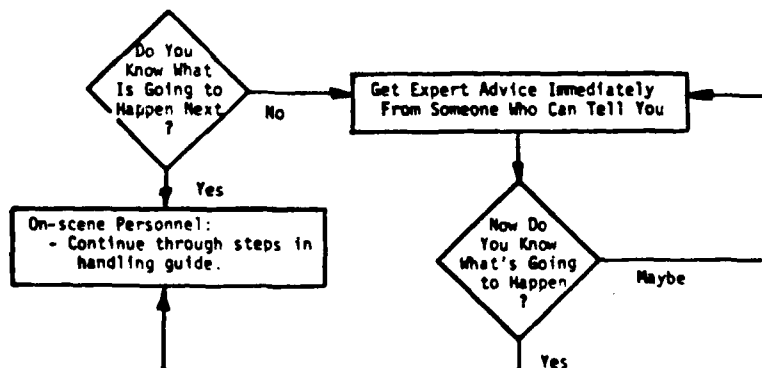 Do You
Know What
Is Going to
Happen Next
?
No
Get Expert Advice Immediately
From Someone Who Can Tell You
Yes
On-scene Personnel:
- Continue through steps in
handling guide.
Now Do
You Know
What's Going
to Happen
?
Maybe
Yes